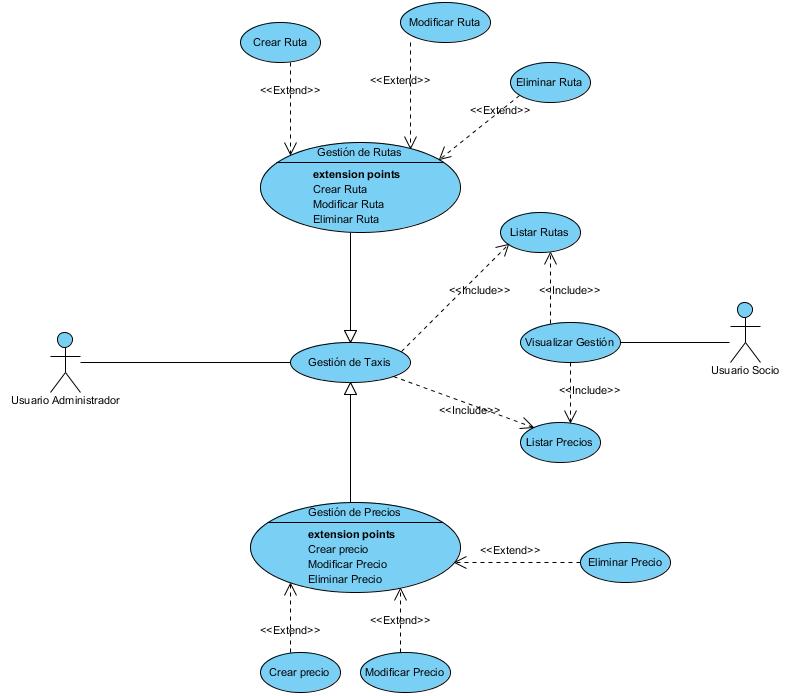 Modificar Ruta
Crear Ruta
<<Extend>>
<<Extend>>
Eliminar Ruta
<<Extend>>
Gestión de Rutas
extension points
Crear Ruta
Modificar Ruta
Eliminar Ruta
Listar Rutas
<<Include>>
<<Include>>
Visualizar Gestión
Usuario Socio
Gestión de Taxis
Usuario Administrador
<<Include>>
<<Include>>
Listar Precios
Gestión de Precios
extension points
Crear precio
Modificar Precio
Eliminar Precio
<<Extend>>
Eliminar Precio
<<Extend>>
<<Extend>>
Crear precio
Modificar Precio